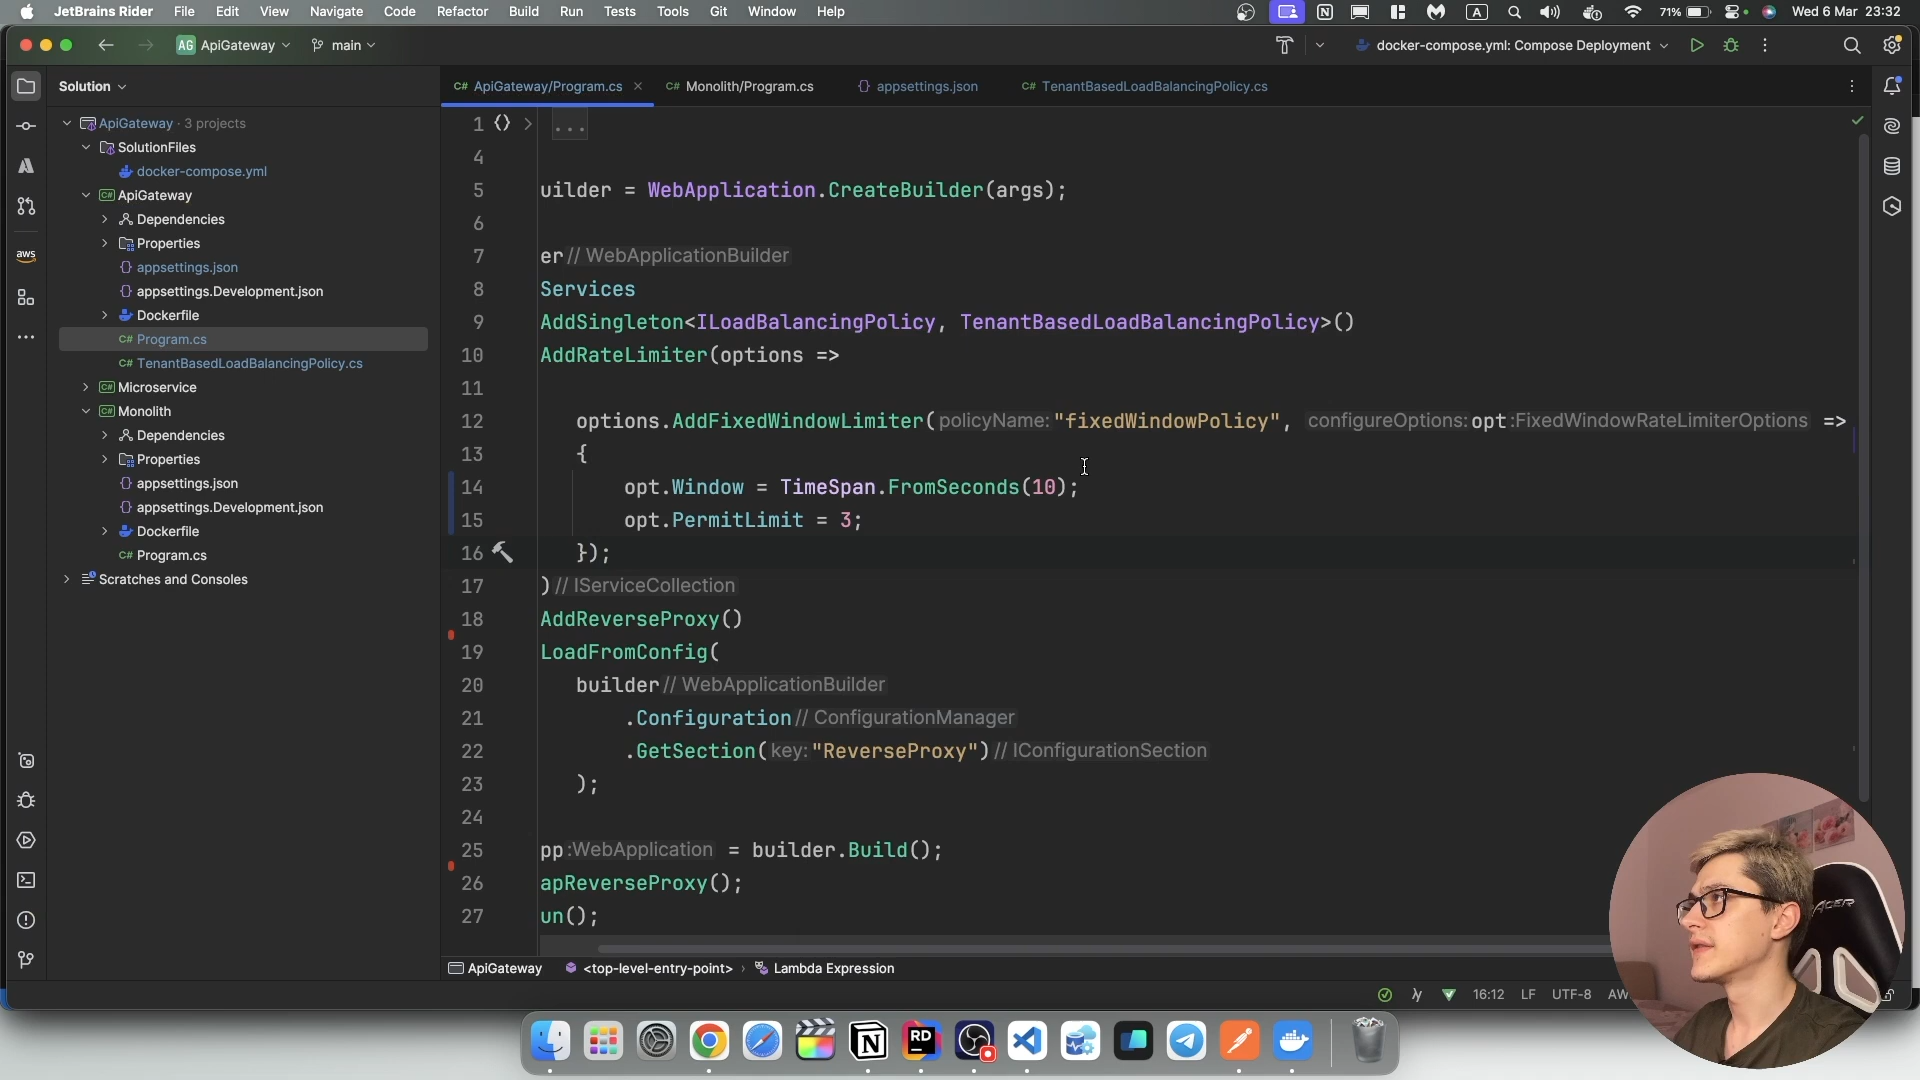 JetBrains Rider File Edit View Navigate Code Refactor Build Run Tests Tools Git Window Help A 71% Wed 6 Mar 23:32
AG ApiGateway main docker-compose.yml: Compose Deployment
Solution
C# ApiGateway/Program.cs C# Monolith/Program.cs {} appsettings.json C# TenantBasedLoadBalancingPolicy.cs
ApiGateway · 3 projects
SolutionFiles
docker-compose.yml
C# ApiGateway
Dependencies
Properties
{} appsettings.json
{} appsettings.Development.json
Dockerfile
C# Program.cs
C# TenantBasedLoadBalancingPolicy.cs
C# Microservice
C# Monolith
Dependencies
Properties
{} appsettings.json
{} appsettings.Development.json
Dockerfile
C# Program.cs
Scratches and Consoles
aws
1 {} ...
4
5 uilder = WebApplication.CreateBuilder(args);
6
7 er // WebApplicationBuilder
8 Services
9 AddSingleton<ILoadBalancingPolicy, TenantBasedLoadBalancingPolicy>()
10 AddRateLimiter(options =>
11
12 options.AddFixedWindowLimiter( policyName: "fixedWindowPolicy", configureOptions: opt :FixedWindowRateLimiterOptions =>
13 {
14 opt.Window = TimeSpan.FromSeconds(10);
15 opt.PermitLimit = 3;
16 });
17 ) // IServiceCollection
18 AddReverseProxy()
19 LoadFromConfig(
20 builder // WebApplicationBuilder
21 .Configuration // ConfigurationManager
22 .GetSection( key: "ReverseProxy") // IConfigurationSection
23 );
24
25 pp :WebApplication = builder.Build();
26 apReverseProxy();
27 un();
ApiGateway <top-level-entry-point> Lambda Expression
16:12 LF UTF-8 AW
ACER
RD